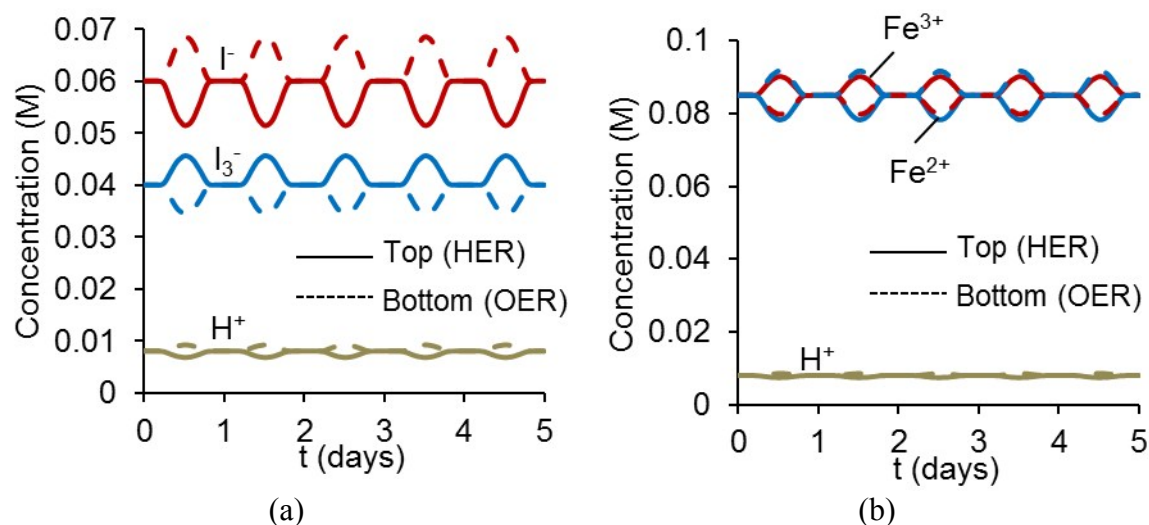 Concentration (M)
0.07
0.06
0.05
0.04
0.03
0.02
0.01
0
I-
I3-
Top (HER)
Bottom (OER)
H+
0 1 2 3 4 5
t (days)
(a)
Concentration (M)
0.1
0.08
0.06
0.04
0.02
0
Fe3+
Fe2+
Top (HER)
Bottom (OER)
H+
0 1 2 3 4 5
t (days)
(b)